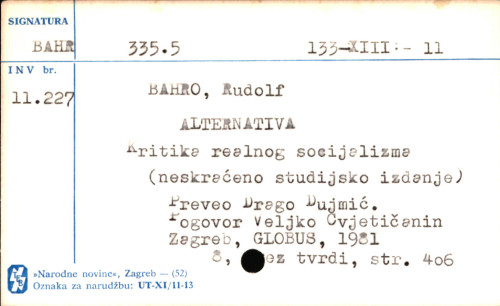 SIGNATURA
BAHR 335.5 133-XIII:- 11
INV br.
11.227
BAHRO, Rudolf
ALTERNATIVA
Kritika realnog socijalizma
(neskraćeno studijsko izdanje)
Preveo Drago Dujmić.
Pogovor Veljko Cvjetičanin
Zagreb, GLOBUS, 1981
8, ez tvrdi, str. 406
»Narodne novine«, Zagreb — (52)
Oznaka za narudžbu: UT-XI/11-13